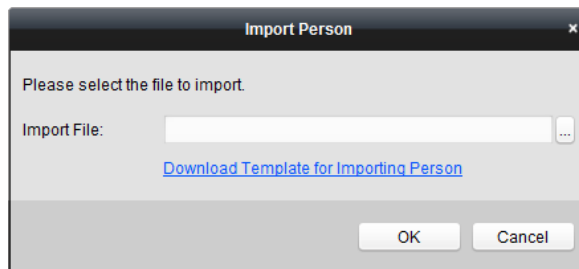 Import Person
×
Please select the file to import.
Import File:
...
Download Template for Importing Person
OK Cancel